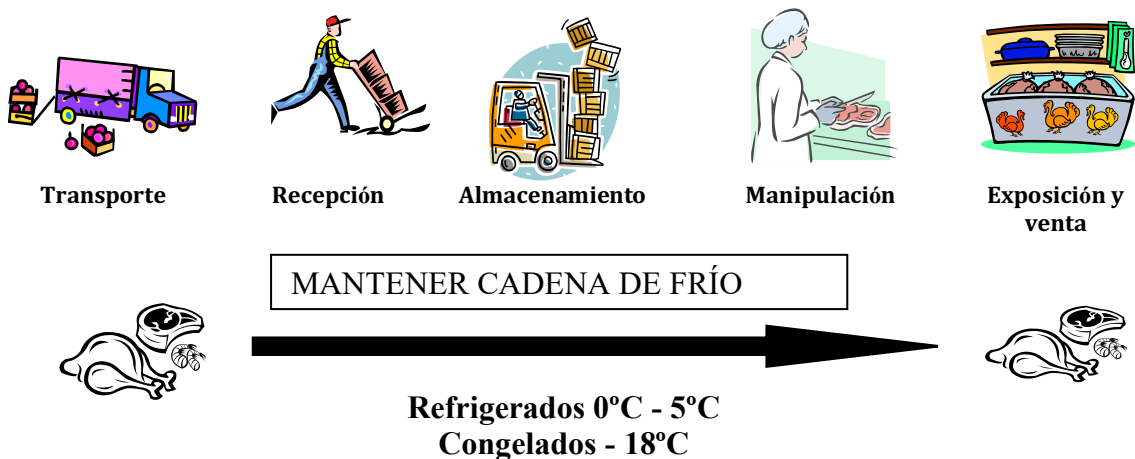 Transporte
Recepción
Almacenamiento
Manipulación
Exposición y
venta
MANTENER CADENA DE FRÍO
Refrigerados 0ºC - 5ºC
Congelados - 18ºC